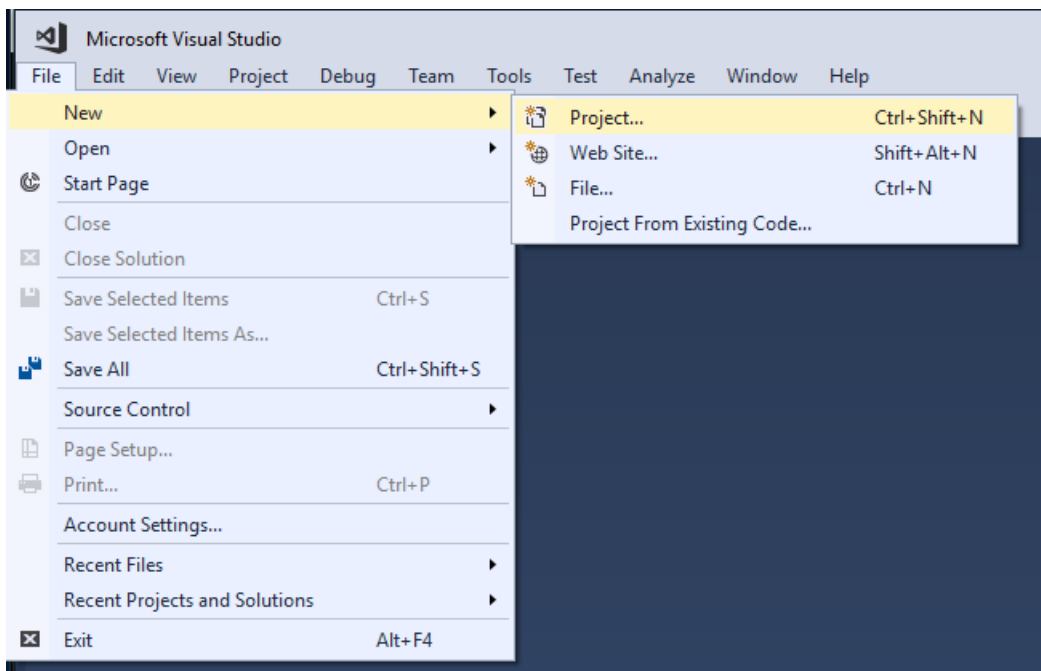 Microsoft Visual Studio
File Edit View Project Debug Team Tools Test Analyze Window Help
New
Open
Start Page
Close
Close Solution
Save Selected Items Ctrl+S
Save Selected Items As...
Save All Ctrl+Shift+S
Source Control
Page Setup...
Print... Ctrl+P
Account Settings...
Recent Files
Recent Projects and Solutions
Exit Alt+F4
Project... Ctrl+Shift+N
Web Site... Shift+Alt+N
File... Ctrl+N
Project From Existing Code...